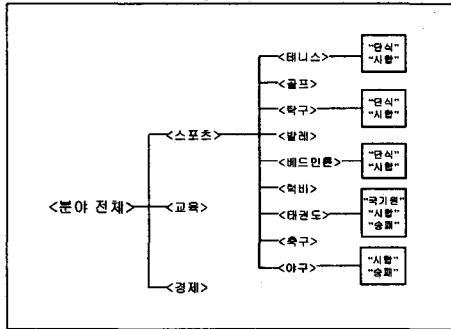 <테니스>
"단식"
"시합"
<골프>
<탁구>
"단식"
"시합"
<스포츠>
<발레>
<베드민톤>
"단식"
"시합"
<럭비>
<분야 전체>
<교육>
<태권도>
"국기원"
"시합"
"승패"
<축구>
<야구>
"시합"
"승패"
<경제>